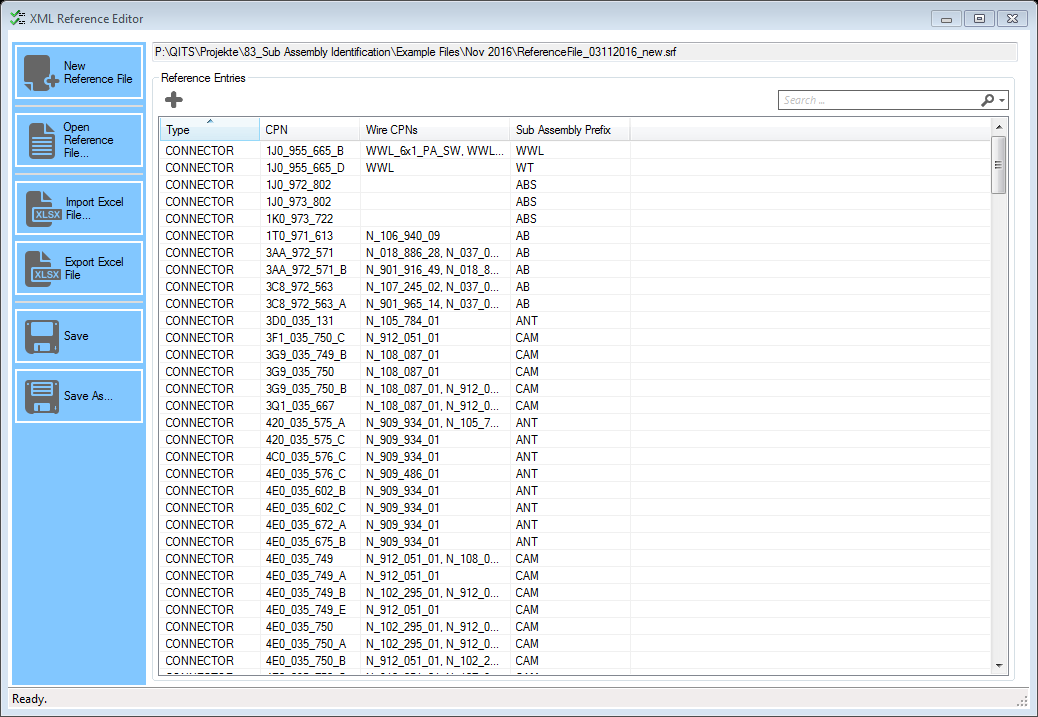 XML Reference Editor
New
Reference File
Open
Reference
File...
XLSX
Import Excel
File...
XLSX
Export Excel
File
Save
Save As...
P:\QITS\Projekte\83_Sub Assembly Identification\Example Files\Nov 2016\ReferenceFile_03112016_new.srf
Reference Entries
Search ...
Type CPN Wire CPNs Sub Assembly Prefix
CONNECTOR 1J0_955_665_B WWL_6x1_PA_SW, WWL... WWL
CONNECTOR 1J0_955_665_D WWL WT
CONNECTOR 1J0_972_802 ABS
CONNECTOR 1J0_973_802 ABS
CONNECTOR 1K0_973_722 ABS
CONNECTOR 1T0_971_613 N_106_940_09 AB
CONNECTOR 3AA_972_571 N_018_886_28, N_037_0... AB
CONNECTOR 3AA_972_571_B N_901_916_49, N_018_8... AB
CONNECTOR 3C8_972_563 N_107_245_02, N_037_0... AB
CONNECTOR 3C8_972_563_A N_901_965_14, N_037_0... AB
CONNECTOR 3D0_035_131 N_105_784_01 ANT
CONNECTOR 3F1_035_750_C N_912_051_01 CAM
CONNECTOR 3G9_035_749_B N_108_087_01 CAM
CONNECTOR 3G9_035_750 N_108_087_01 CAM
CONNECTOR 3G9_035_750_B N_108_087_01, N_912_0... CAM
CONNECTOR 3Q1_035_667 N_108_087_01, N_912_0... CAM
CONNECTOR 420_035_575_A N_909_934_01, N_105_7... ANT
CONNECTOR 420_035_575_C N_909_934_01 ANT
CONNECTOR 4C0_035_576_C N_909_934_01 ANT
CONNECTOR 4E0_035_576_C N_909_486_01 ANT
CONNECTOR 4E0_035_602_B N_909_934_01 ANT
CONNECTOR 4E0_035_602_C N_909_934_01 ANT
CONNECTOR 4E0_035_672_A N_909_934_01 ANT
CONNECTOR 4E0_035_675_B N_909_934_01 ANT
CONNECTOR 4E0_035_749 N_912_051_01, N_108_0... CAM
CONNECTOR 4E0_035_749_A N_912_051_01 CAM
CONNECTOR 4E0_035_749_B N_102_295_01, N_912_0... CAM
CONNECTOR 4E0_035_749_E N_912_051_01 CAM
CONNECTOR 4E0_035_750 N_102_295_01, N_912_0... CAM
CONNECTOR 4E0_035_750_A N_102_295_01, N_912_0... CAM
CONNECTOR 4E0_035_750_B N_912_051_01, N_102_2... CAM
Ready.